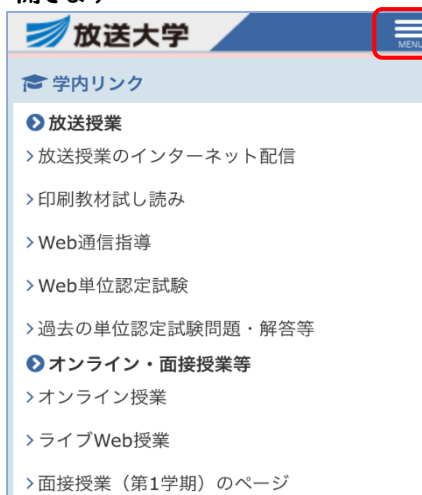 開きます
放送大学
MENU
学内リンク
放送授業
放送授業のインターネット配信
印刷教材試し読み
Web通信指導
Web単位認定試験
過去の単位認定試験問題・解答等
オンライン・面接授業等
オンライン授業
ライブWeb授業
面接授業（第1学期）のページ